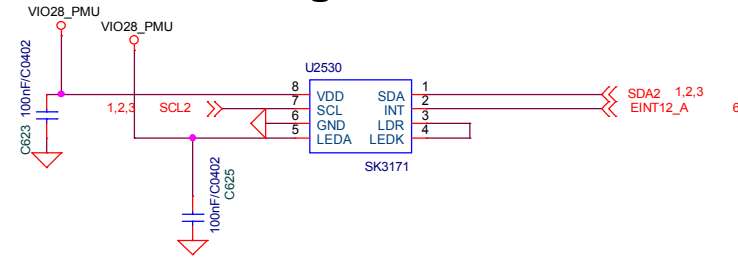 VIO28_PMU
VIO28_PMU
U2530
100nF/C0402
C623
1,2,3 SCL2
8 VDD SDA 1
7 SCL INT 2
6 GND LDR 3
5 LEDA LEDK 4
SDA2 1,2,3
EINT12_A 6
SK3171
100nF/C0402
C625